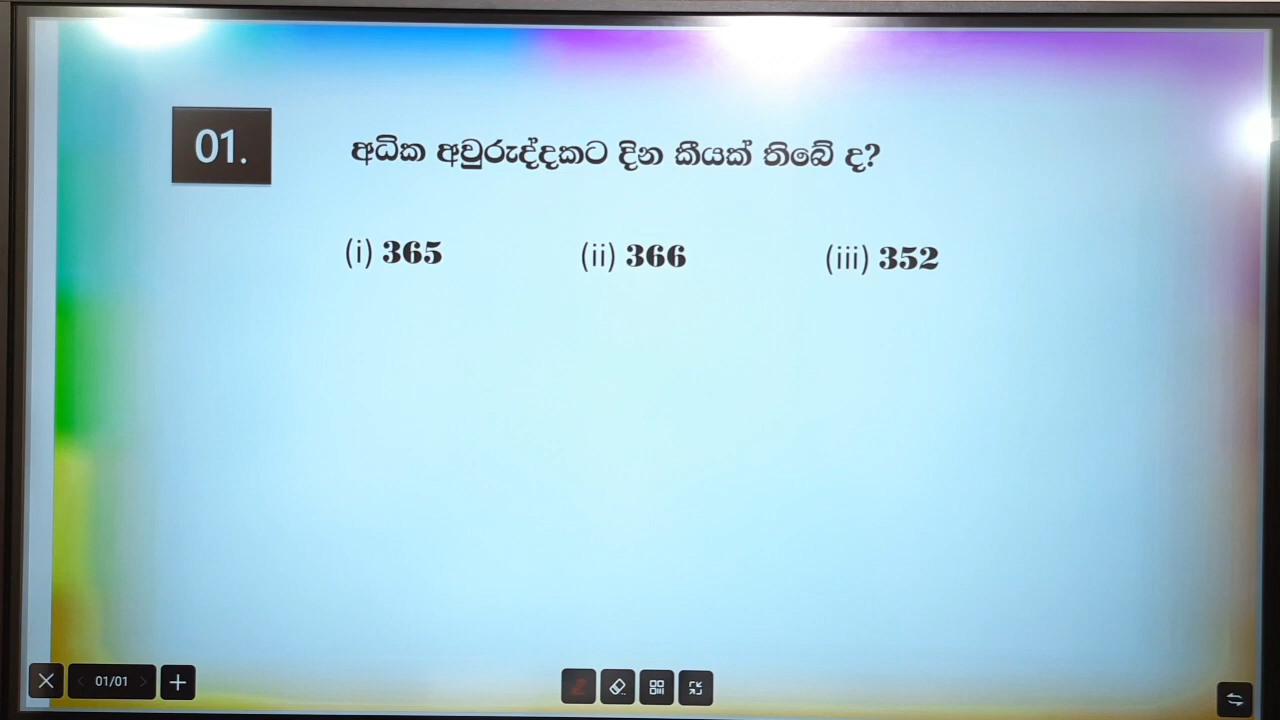 01.
අධික අවුරුද්දකට දින කීයක් තිබේ ද?
(i) 365 (ii) 366 (iii) 352
01/01